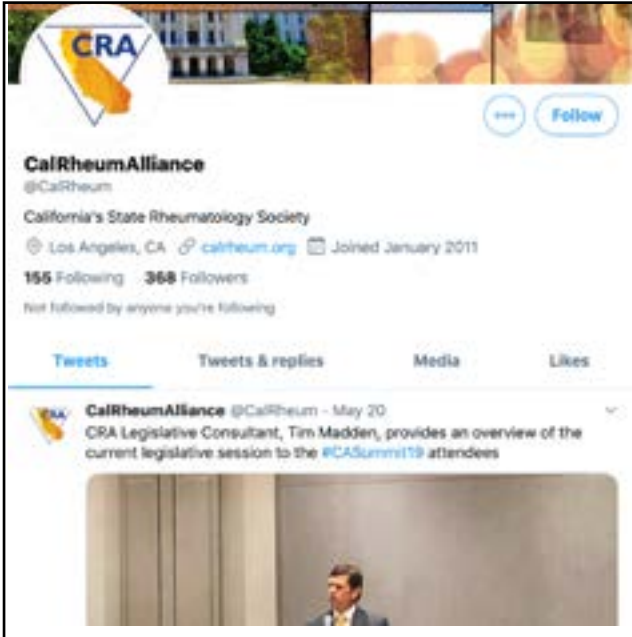 CRA
Follow
CalRheumAlliance
@CalRheum
California's State Rheumatology Society
Los Angeles, CA calrheum.org Joined January 2011
155 Following 368 Followers
Not followed by anyone you're following
Tweets Tweets & replies Media Likes
CRA CalRheumAlliance @CalRheum · May 20
CRA Legislative Consultant, Tim Madden, provides an overview of the
current legislative session to the #CASummit19 attendees